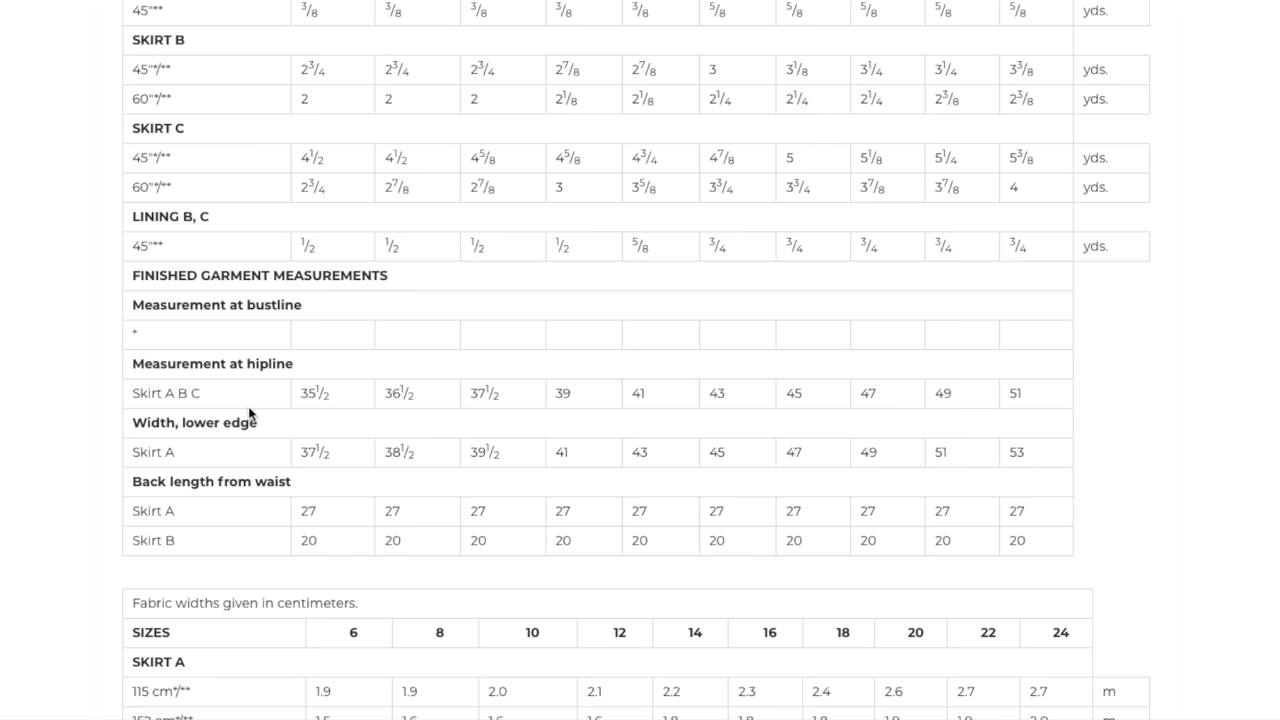 45"** 3/8 3/8 3/8 3/8 3/8 5/8 5/8 5/8 5/8 5/8 yds.
SKIRT B
45"*/** 2 3/4 2 3/4 2 3/4 2 7/8 2 7/8 3 3 1/8 3 1/4 3 1/4 3 3/8 yds.
60"*/** 2 2 2 2 1/8 2 1/8 2 1/4 2 1/4 2 1/4 2 3/8 2 3/8 yds.
SKIRT C
45"*/** 4 1/2 4 1/2 4 5/8 4 5/8 4 3/4 4 7/8 5 5 1/8 5 1/4 5 3/8 yds.
60"*/** 2 3/4 2 7/8 2 7/8 3 3 5/8 3 3/4 3 3/4 3 7/8 3 7/8 4 yds.
LINING B, C
45"** 1/2 1/2 1/2 1/2 5/8 3/4 3/4 3/4 3/4 3/4 yds.
FINISHED GARMENT MEASUREMENTS
Measurement at bustline
*
Measurement at hipline
Skirt A B C 35 1/2 36 1/2 37 1/2 39 41 43 45 47 49 51
Width, lower edge
Skirt A 37 1/2 38 1/2 39 1/2 41 43 45 47 49 51 53
Back length from waist
Skirt A 27 27 27 27 27 27 27 27 27 27
Skirt B 20 20 20 20 20 20 20 20 20 20
Fabric widths given in centimeters.
SIZES 6 8 10 12 14 16 18 20 22 24
SKIRT A
115 cm*/** 1.9 1.9 2.0 2.1 2.2 2.3 2.4 2.6 2.7 2.7 m